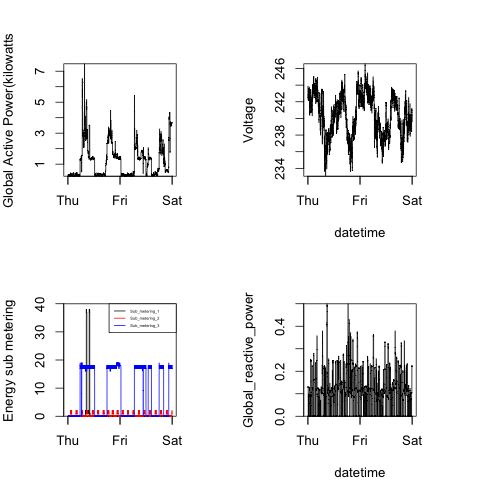 Global Active Power(kilowatts
7
5
3
1
Thu Fri Sat
Voltage
246
242
238
234
Thu Fri Sat
datetime
Energy sub metering
40
30
20
10
0
Sub_metering_1
Sub_metering_2
Sub_metering_3
Thu Fri Sat
Global_reactive_power
0.4
0.2
0.0
Thu Fri Sat
datetime